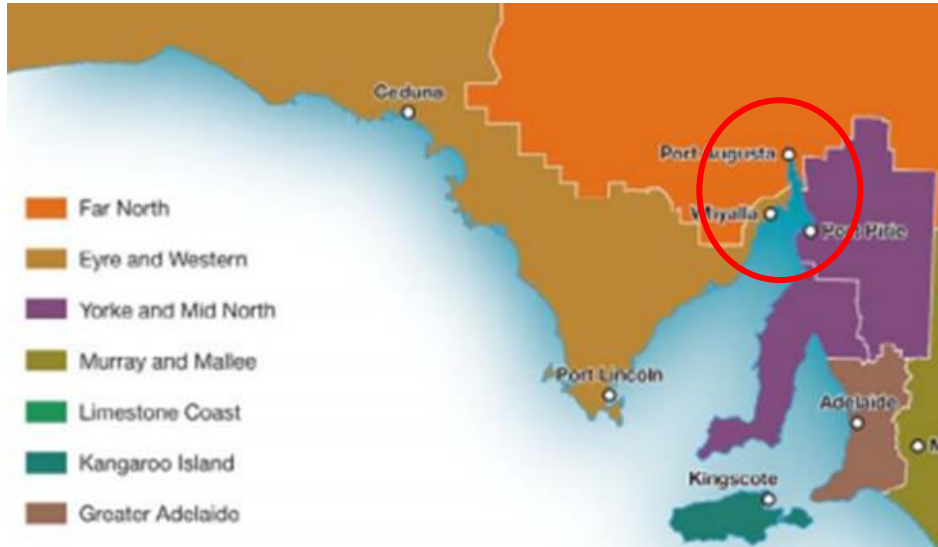 Ceduna
Port Augusta
Whyalla
Port Pirie
Far North
Eyre and Western
Yorke and Mid North
Murray and Mallee
Port Lincoln
Limestone Coast
Adelaide
Kangaroo Island
Kingscote
Greater Adelaide